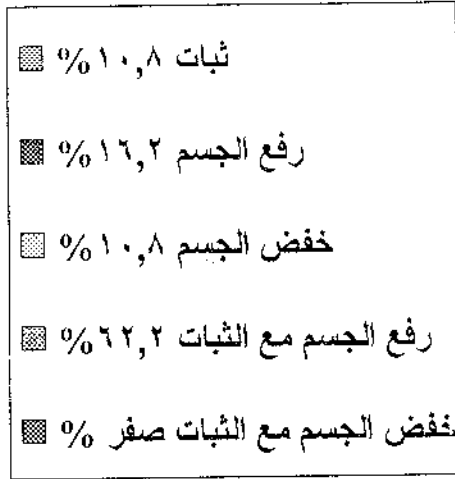 ثبات ١٠,٨%
رفع الجسم ١٦,٢%
خفض الجسم ١٠,٨%
رفع الجسم مع الثبات ٦٢,٢%
خفض الجسم مع الثبات صفر %